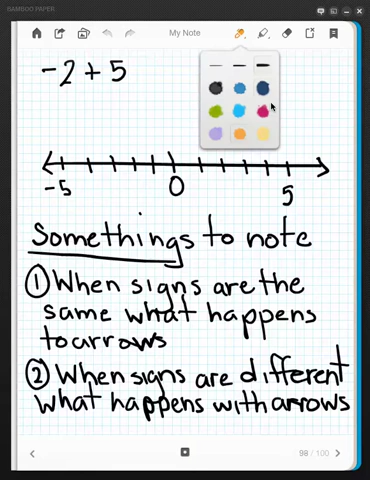 BAMBOO PAPER
My Note
-2 + 5
-5 0 5
Somethings to note
① When signs are the
same what happens
to arrows
② When signs are different
what happens with arrows
98 / 100